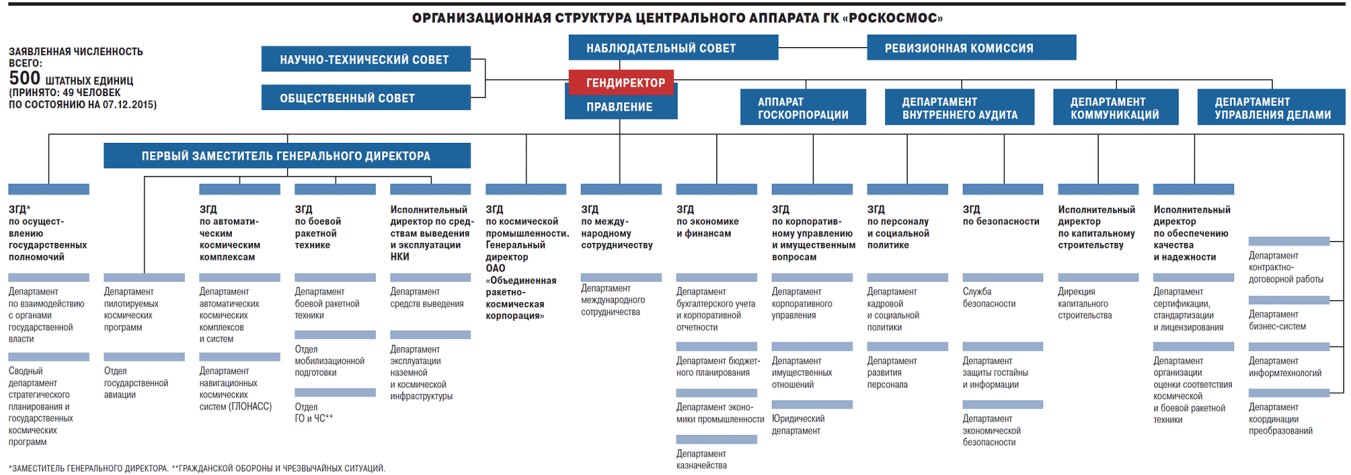 ОРГАНИЗАЦИОННАЯ СТРУКТУРА ЦЕНТРАЛЬНОГО АППАРАТА ГК «РОСКОСМОС»
ЗАЯВЛЕННАЯ ЧИСЛЕННОСТЬ
ВСЕГО:
500 ШТАТНЫХ ЕДИНИЦ
(ПРИНЯТО: 49 ЧЕЛОВЕК
ПО СОСТОЯНИЮ НА 07.12.2015)
НАУЧНО-ТЕХНИЧЕСКИЙ СОВЕТ
ОБЩЕСТВЕННЫЙ СОВЕТ
НАБЛЮДАТЕЛЬНЫЙ СОВЕТ
РЕВИЗИОННАЯ КОМИССИЯ
ГЕНДИРЕКТОР
ПРАВЛЕНИЕ
АППАРАТ
ГОСКОРПОРАЦИИ
ДЕПАРТАМЕНТ
ВНУТРЕННЕГО АУДИТА
ДЕПАРТАМЕНТ
КОММУНИКАЦИЙ
ДЕПАРТАМЕНТ
УПРАВЛЕНИЯ ДЕЛАМИ
ПЕРВЫЙ ЗАМЕСТИТЕЛЬ ГЕНЕРАЛЬНОГО ДИРЕКТОРА
ЗГД*
по осущест-
влению
государственных
полномочий
Департамент
по взаимодействию
с органами
государственной
власти
Сводный
департамент
стратегического
планирования и
государственных
космических
программ
Департамент
пилотируемых
космических
программ
Отдел
государственной
авиации
ЗГД
по автомати-
ческим
космическим
комплексам
Департамент
автоматических
космических
комплексов
и систем
Департамент
навигационных
космических
систем (ГЛОНАСС)
ЗГД
по боевой
ракетной
технике
Департамент
боевой ракетной
техники
Отдел
мобилизационной
подготовки
Отдел
ГО и ЧС**
Исполнительный
директор по сред-
ствам выведения
и эксплуатации
НКИ
Департамент
средств выведения
Департамент
эксплуатации
наземной
и космической
инфраструктуры
ЗГД
по космической
промышленности.
Генеральный
директор
ОАО
«Объединенная
ракетно-
космическая
корпорация»
ЗГД
по между-
народному
сотрудничеству
Департамент
международного
сотрудничества
ЗГД
по экономике
и финансам
Департамент
бухгалтерского учета
и корпоративной
отчетности
Департамент бюджет-
ного планирования
Департамент эконо-
мики промышленности
Департамент
казначейства
ЗГД
по корпоратив-
ному управлению
и имущественным
вопросам
Департамент
корпоративного
управления
Департамент
имущественных
отношений
Юридический
департамент
ЗГД
по персоналу
и социальной
политике
Департамент
кадровой
и социальной
политики
Департамент
развития
персонала
ЗГД
по безопасности
Служба
безопасности
Департамент
защиты гостайны
и информации
Департамент
экономической
безопасности
Исполнительный
директор
по капитальному
строительству
Дирекция
капитального
строительства
Исполнительный
директор
по обеспечению
качества
и надежности
Департамент
сертификации,
стандартизации
и лицензирования
Департамент
организации
оценки соответствия
космической
и боевой ракетной
техники
Департамент
контрактно-
договорной работы
Департамент
бизнес-систем
Департамент
информтехнологий
Департамент
координации
преобразований
*ЗАМЕСТИТЕЛЬ ГЕНЕРАЛЬНОГО ДИРЕКТОРА. **ГРАЖДАНСКОЙ ОБОРОНЫ И ЧРЕЗВЫЧАЙНЫХ СИТУАЦИЙ.